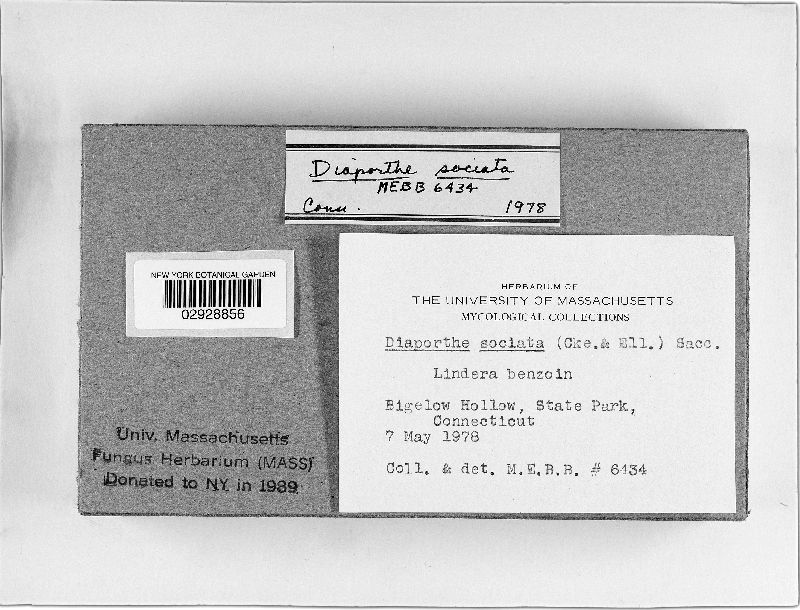 Diaporthe sociata
MEBB 6434
Conn. 1978
NEW YORK BOTANICAL GARDEN
02928856
HERBARIUM OF
THE UNIVERSITY OF MASSACHUSETTS
MYCOLOGICAL COLLECTIONS
Diaporthe sociata (Cke.& Ell.) Sacc.
Lindera benzoin
Bigelow Hollow, State Park,
Connecticut
7 May 1978
Coll. & det. M.E.B.B. # 6434
Univ. Massachusetts
Fungus Herbarium (MASS)
Donated to NY in 1989